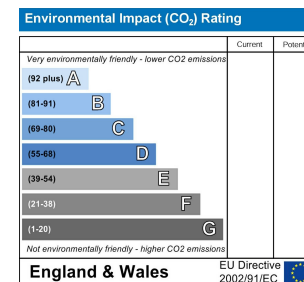 Environmental Impact (CO₂) Rating
Current Potent
Very environmentally friendly - lower CO2 emissions
(92 plus) A
(81-91) B
(69-80) C
(55-68) D
(39-54) E
(21-38) F
(1-20) G
Not environmentally friendly - higher CO2 emissions
England & Wales
EU Directive
2002/91/EC